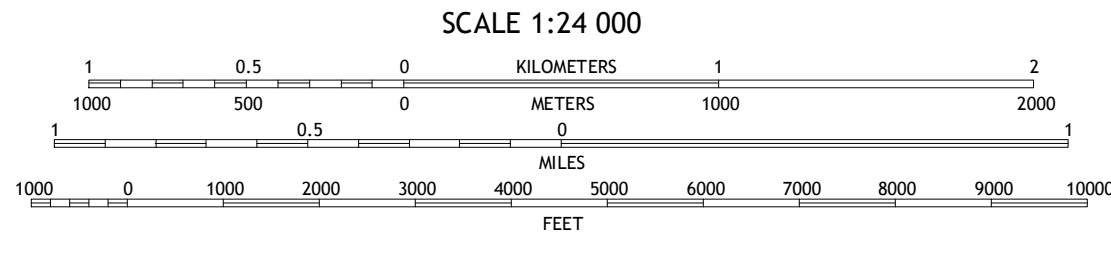 SCALE 1:24 000
1 0.5 0 KILOMETERS 1 2
1000 500 0 METERS 1000 2000
1 0.5 0 1
MILES
1000 0 1000 2000 3000 4000 5000 6000 7000 8000 9000 10000
FEET